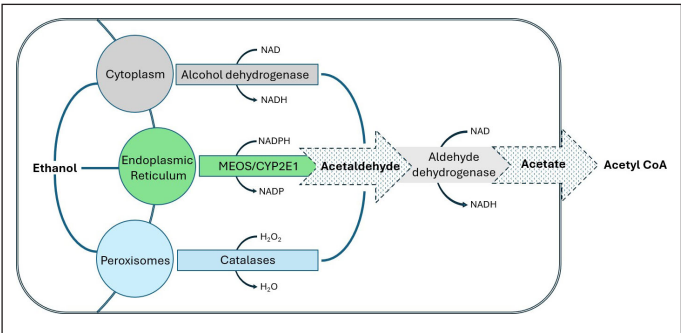 Cytoplasm
Alcohol dehydrogenase
NAD
NADH
Ethanol
Endoplasmic
Reticulum
MEOS/CYP2E1
NADPH
NADP
Acetaldehyde
Aldehyde
dehydrogenase
NAD
NADH
Acetate
Acetyl CoA
Peroxisomes
Catalases
H₂O₂
H₂O